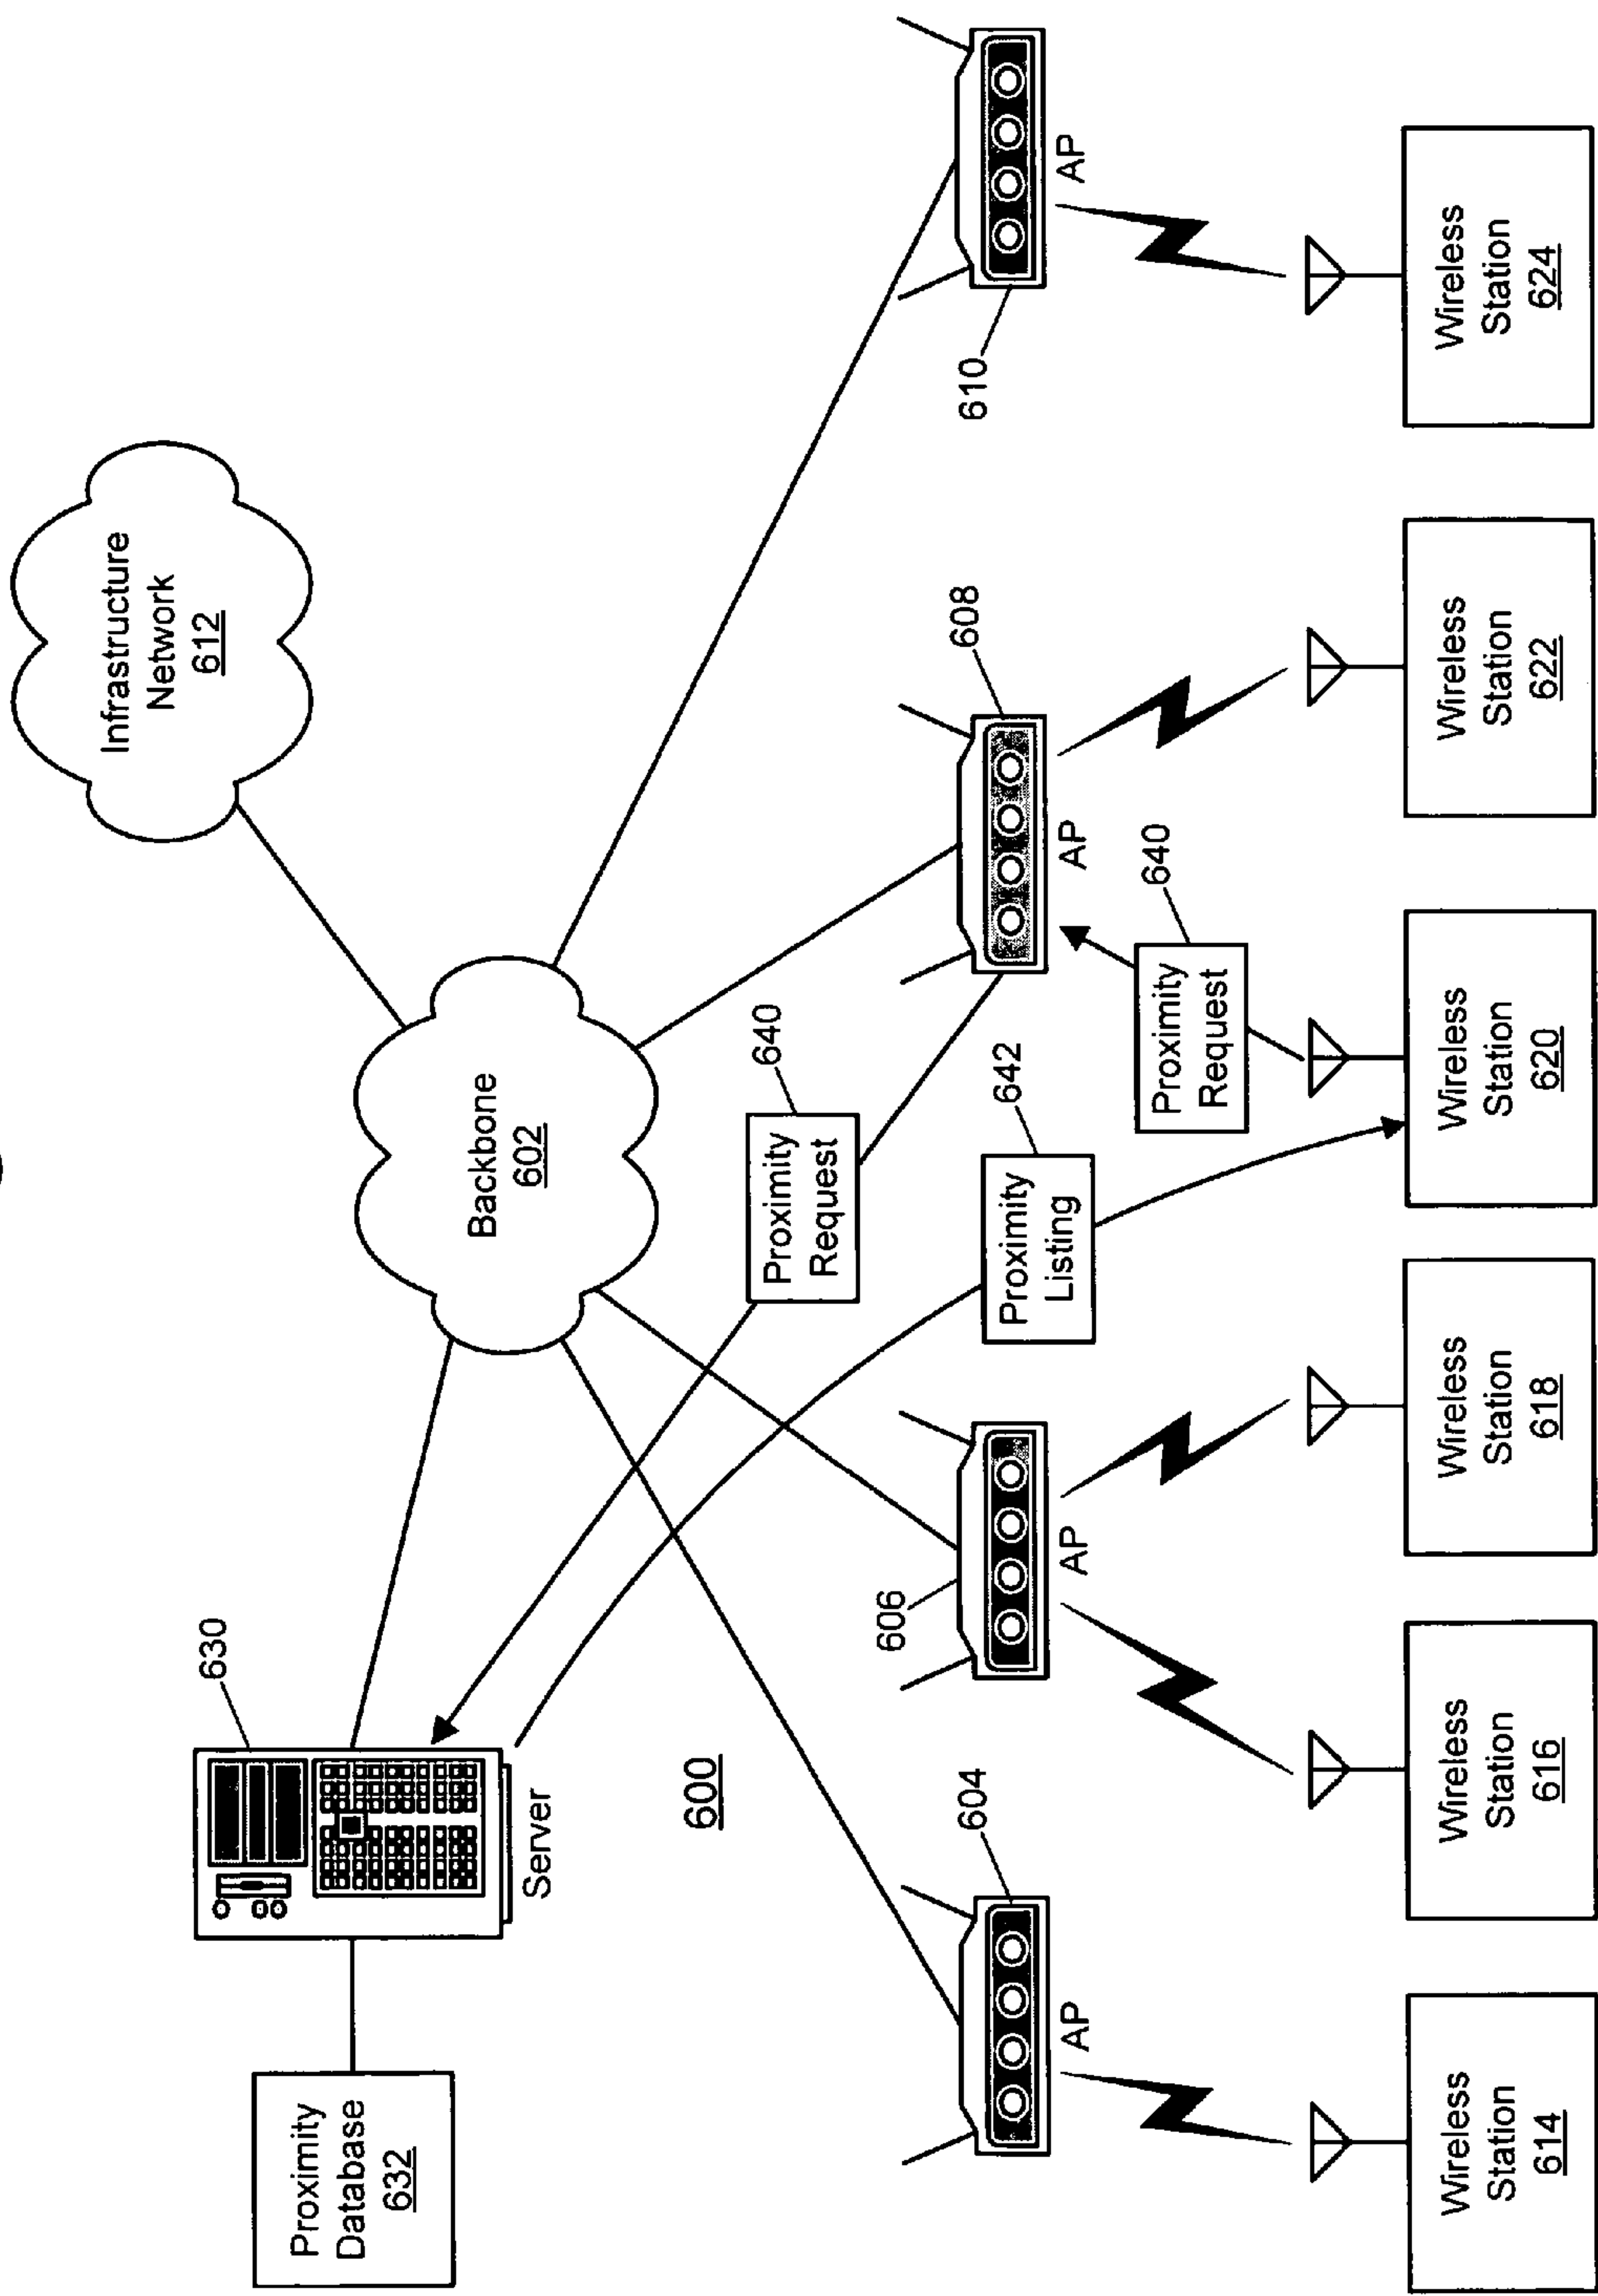 Infrastructure
Network
612
Backbone
602
630
Server
Proximity
Database
632
600
Proximity
Request
640
Proximity
Listing
642
Proximity
Request
640
604
AP
606
AP
608
AP
610
AP
Wireless
Station
614
Wireless
Station
616
Wireless
Station
618
Wireless
Station
620
Wireless
Station
622
Wireless
Station
624